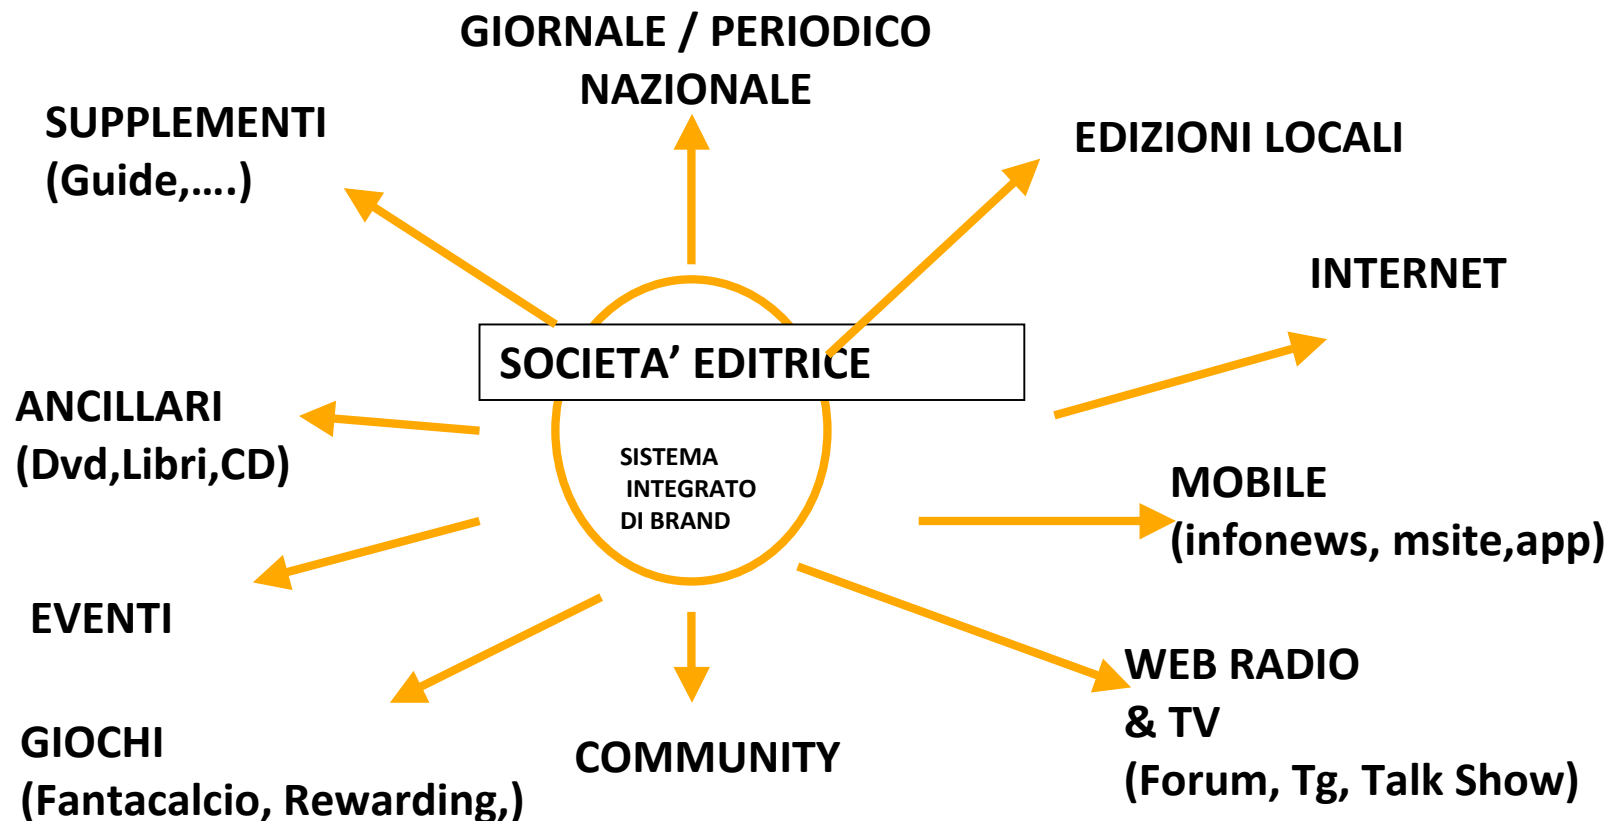 GIORNALE / PERIODICO
NAZIONALE
SUPPLEMENTI
(Guide,....)
EDIZIONI LOCALI
INTERNET
SOCIETA’ EDITRICE
ANCILLARI
(Dvd,Libri,CD)
SISTEMA
INTEGRATO
DI BRAND
MOBILE
(infonews, msite,app)
EVENTI
WEB RADIO
& TV
(Forum, Tg, Talk Show)
GIOCHI
(Fantacalcio, Rewarding,)
COMMUNITY